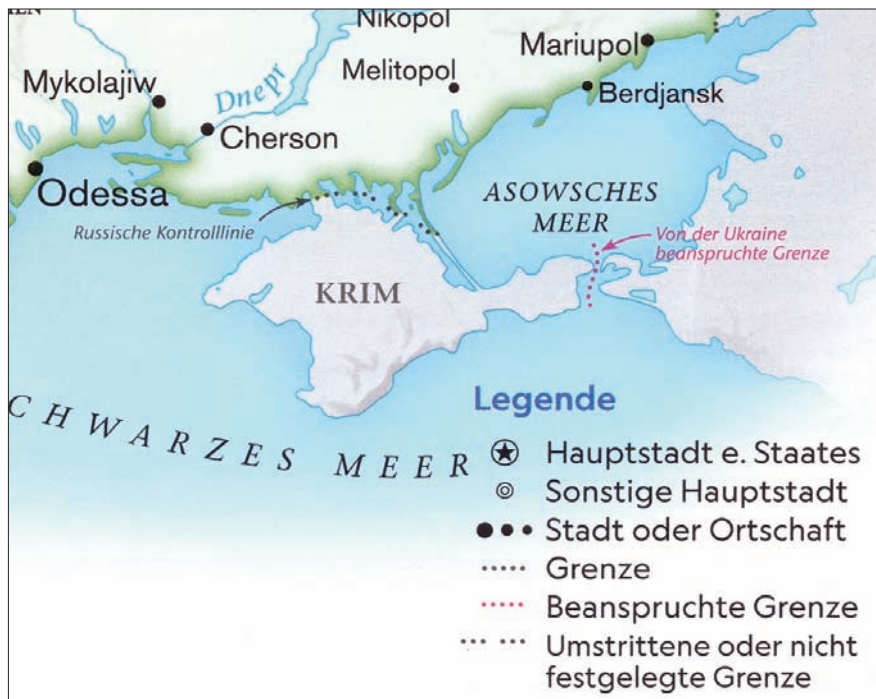 IEN
Nikopol
Mariupol
Mykolajiw
Dnepr
Melitopol
Berdjansk
Cherson
Odessa
ASOWSCHES
MEER
Russische Kontrolllinie
Von der Ukraine
beanspruchte Grenze
KRIM
CHWARZES MEER
Legende
Hauptstadt e. Staates
Sonstige Hauptstadt
Stadt oder Ortschaft
Grenze
Beanspruchte Grenze
Umstrittene oder nicht
festgelegte Grenze